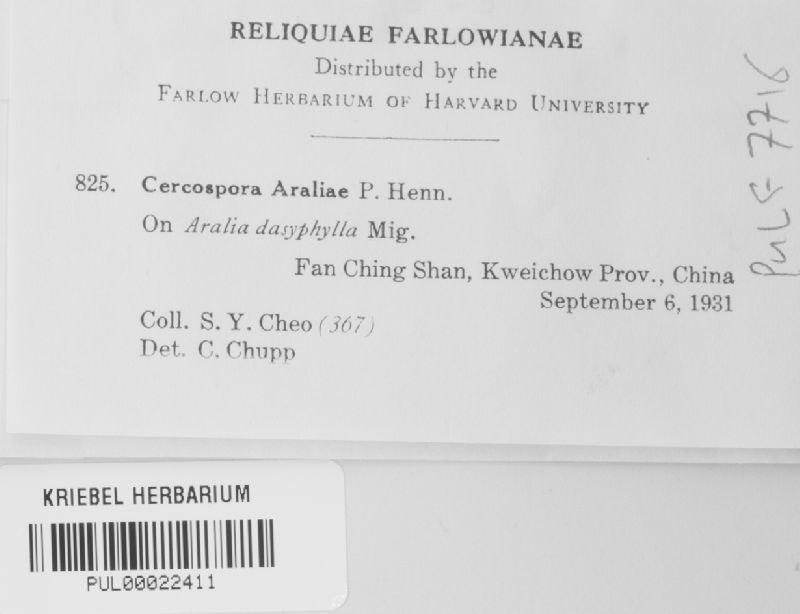 RELIQUIAE FARLOWIANAE
Distributed by the
FARLOW HERBARIUM OF HARVARD UNIVERSITY
825. Cercospora Araliae P. Henn.
On Aralia dasyphylla Mig.
Fan Ching Shan, Kweichow Prov., China
September 6, 1931
Coll. S. Y. Cheo (367)
Det. C. Chupp
PUL F 7716
KRIEBEL HERBARIUM
PUL00022411